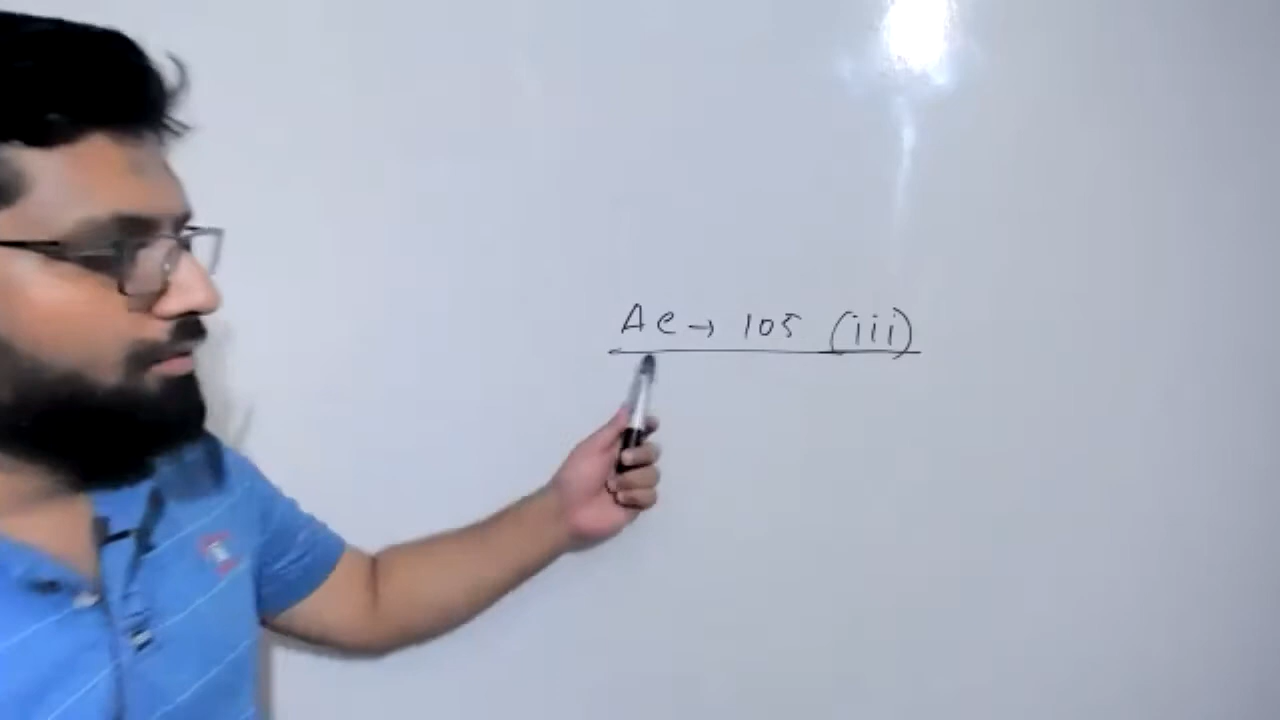 Ae → 105 (iii)